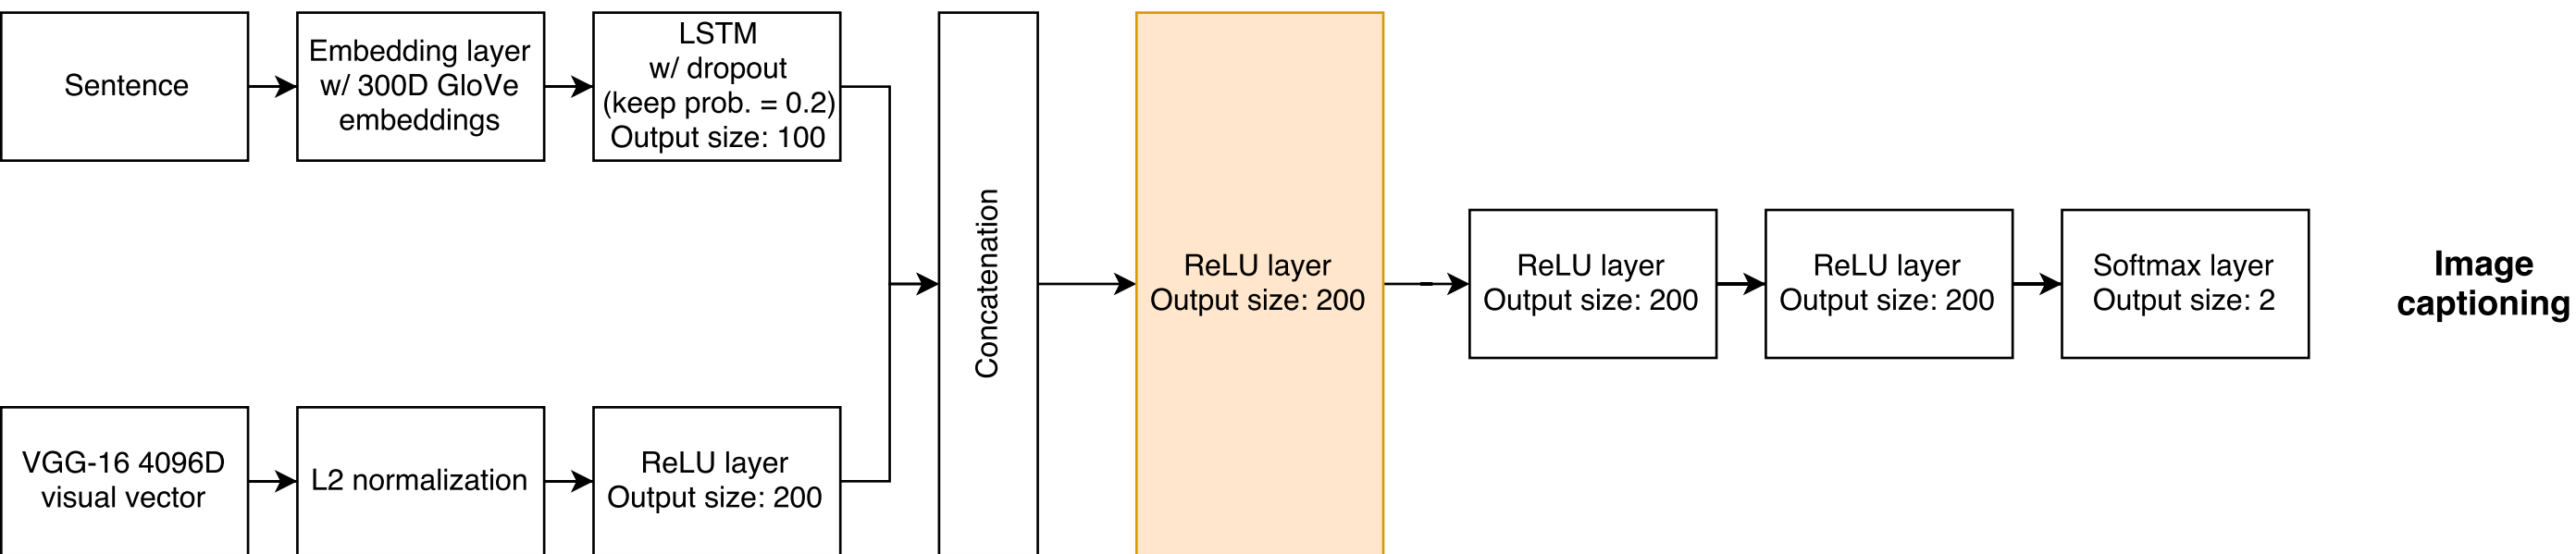 Sentence
Embedding layer
w/ 300D GloVe
embeddings
LSTM
w/ dropout
(keep prob. = 0.2)
Output size: 100
VGG-16 4096D
visual vector
L2 normalization
ReLU layer
Output size: 200
Concatenation
ReLU layer
Output size: 200
ReLU layer
Output size: 200
ReLU layer
Output size: 200
Softmax layer
Output size: 2
Image
captioning